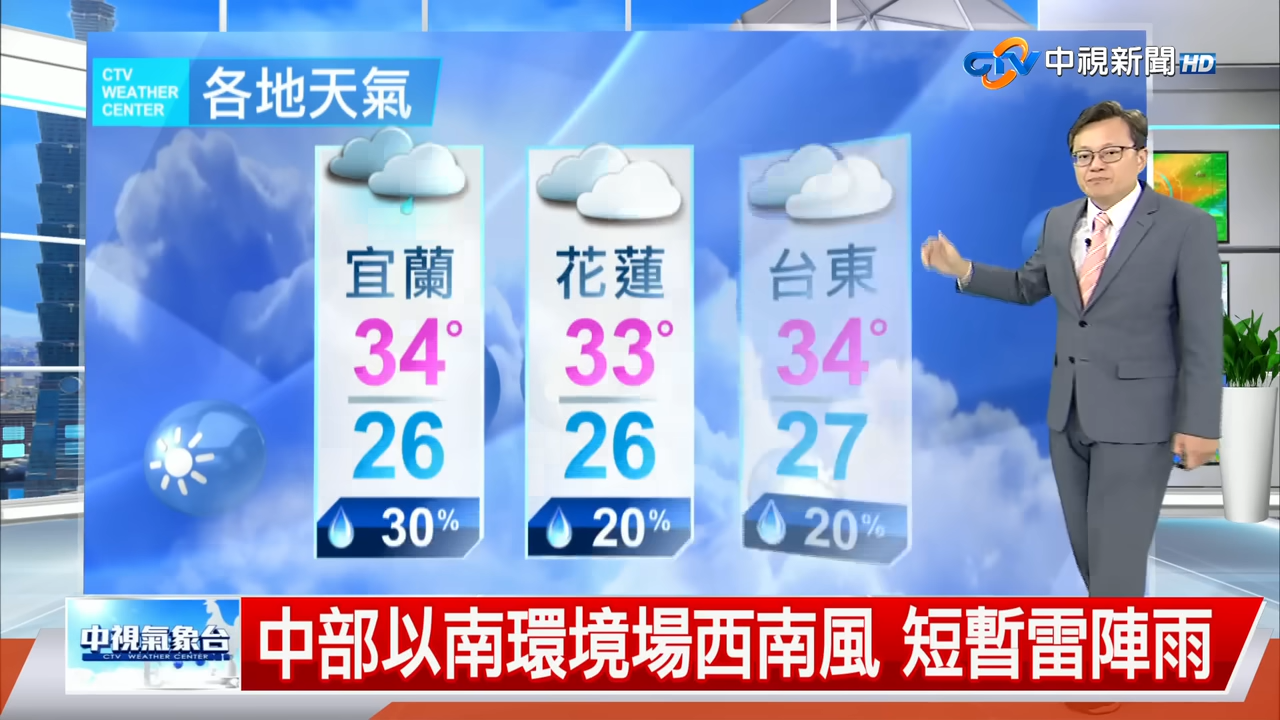 CTV
WEATHER
CENTER
各地天氣
CTV 中視新聞 HD
宜蘭
34°
26
30%
花蓮
33°
26
20%
台東
34°
27
20%
中視氣象台
CTV WEATHER CENTER
中部以南環境場西南風 短暫雷陣雨